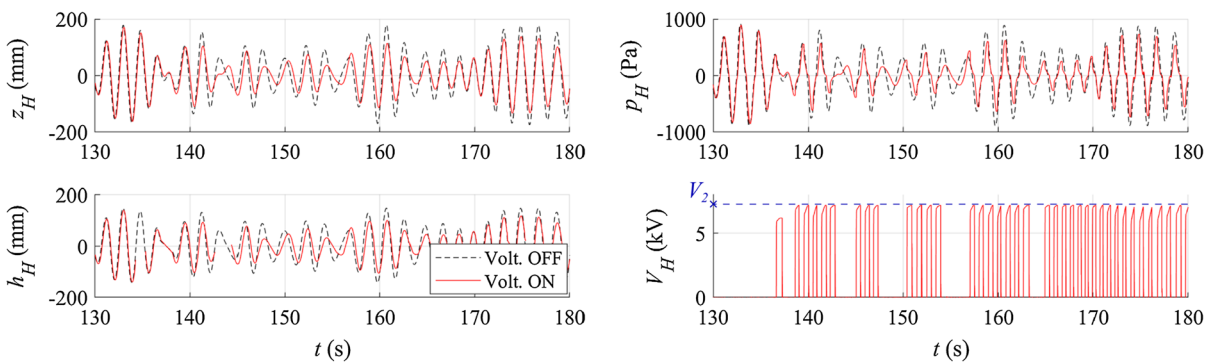 200
0
-200
z_H (mm)
130 140 150 160 170 180
1000
0
-1000
p_H (Pa)
130 140 150 160 170 180
200
0
-200
h_H (mm)
Volt. OFF
Volt. ON
130 140 150 160 170 180
t (s)
V_2
5
0
V_H (kV)
130 140 150 160 170 180
t (s)